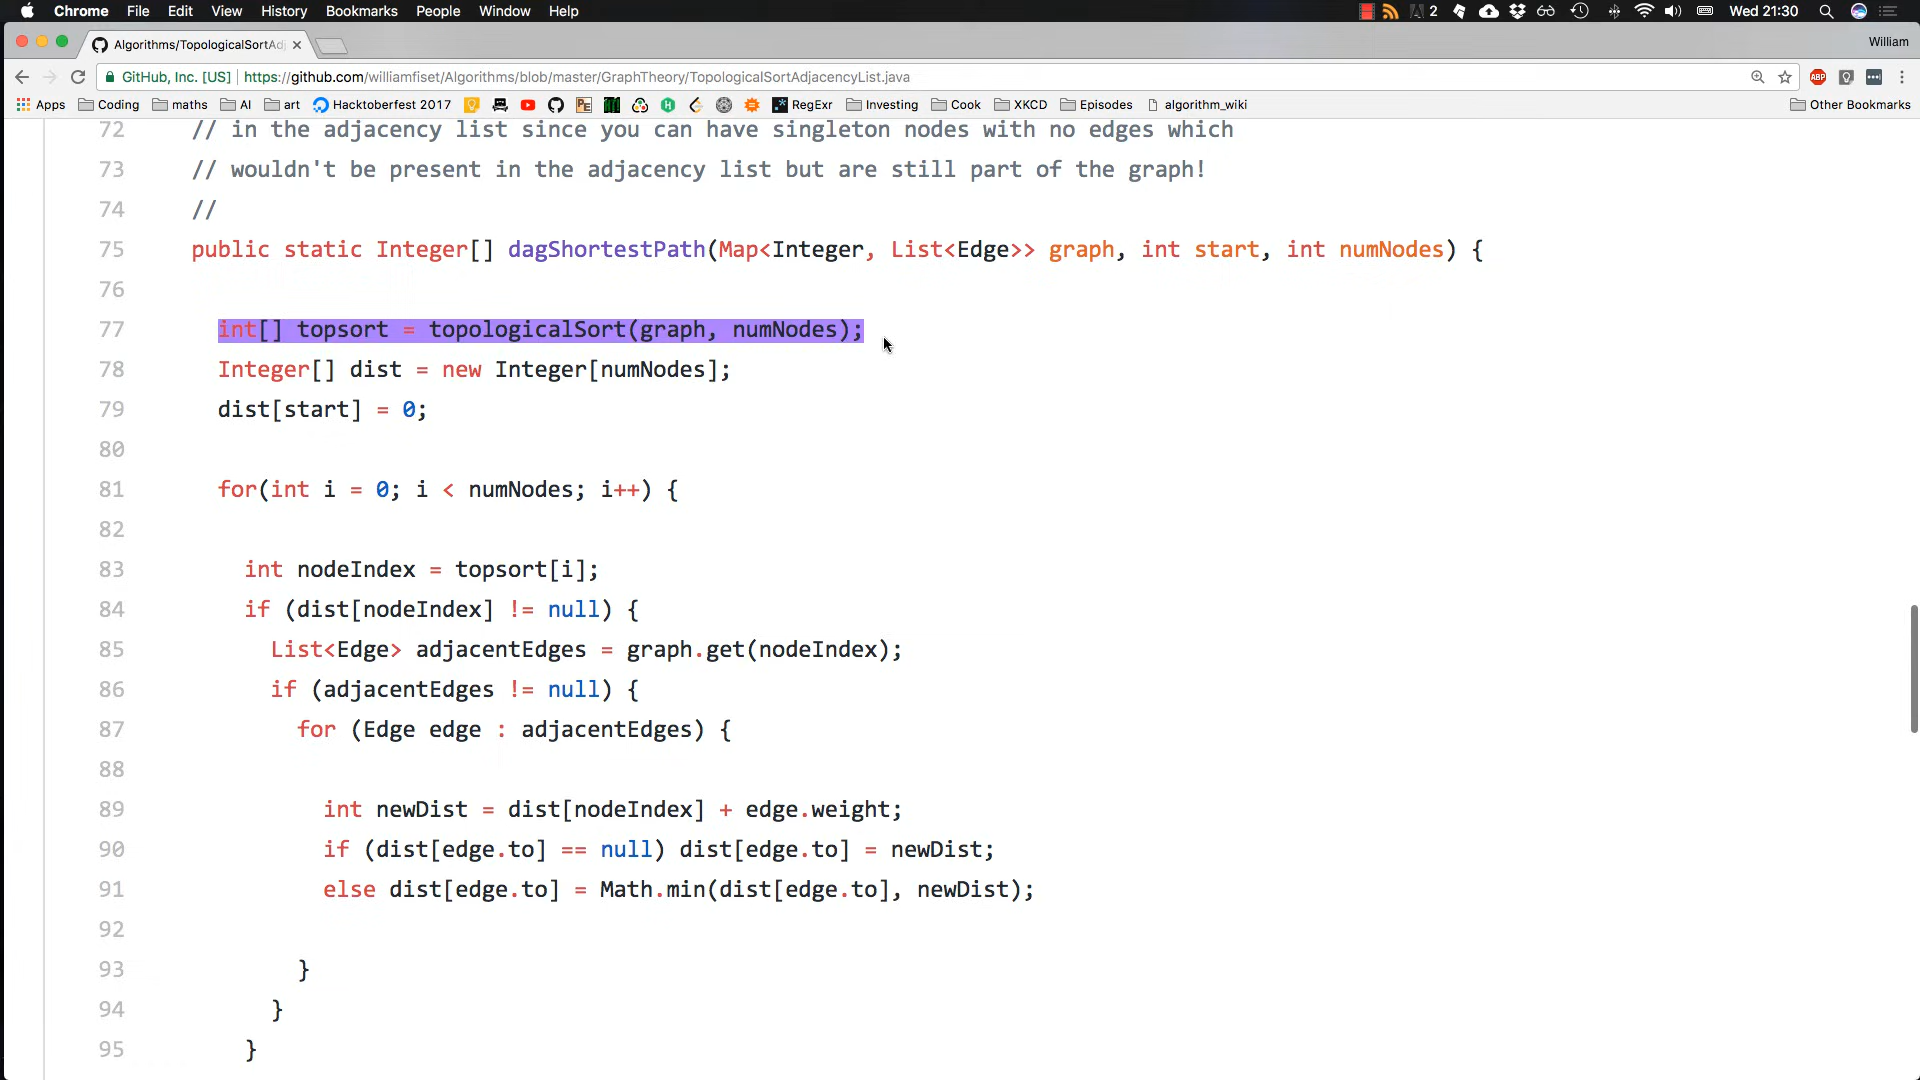 Chrome File Edit View History Bookmarks People Window Help 2 Wed 21:30
Algorithms/TopologicalSortAdj William
GitHub, Inc. [US] https://github.com/williamfiset/Algorithms/blob/master/GraphTheory/TopologicalSortAdjacencyList.java ABP
Apps Coding maths AI art Hacktoberfest 2017 PE RegExr Investing Cook XKCD Episodes algorithm_wiki Other Bookmarks
72 // in the adjacency list since you can have singleton nodes with no edges which
73 // wouldn't be present in the adjacency list but are still part of the graph!
74 //
75 public static Integer[] dagShortestPath(Map<Integer, List<Edge>> graph, int start, int numNodes) {
76
77 int[] topsort = topologicalSort(graph, numNodes);
78 Integer[] dist = new Integer[numNodes];
79 dist[start] = 0;
80
81 for(int i = 0; i < numNodes; i++) {
82
83 int nodeIndex = topsort[i];
84 if (dist[nodeIndex] != null) {
85 List<Edge> adjacentEdges = graph.get(nodeIndex);
86 if (adjacentEdges != null) {
87 for (Edge edge : adjacentEdges) {
88
89 int newDist = dist[nodeIndex] + edge.weight;
90 if (dist[edge.to] == null) dist[edge.to] = newDist;
91 else dist[edge.to] = Math.min(dist[edge.to], newDist);
92
93 }
94 }
95 }